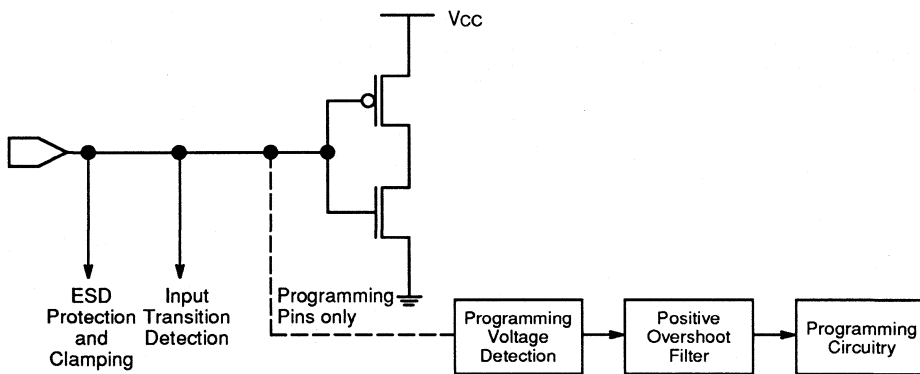 VCC
ESD
Protection
and
Clamping
Input
Transition
Detection
Programming
Pins only
Programming
Voltage
Detection
Positive
Overshoot
Filter
Programming
Circuitry